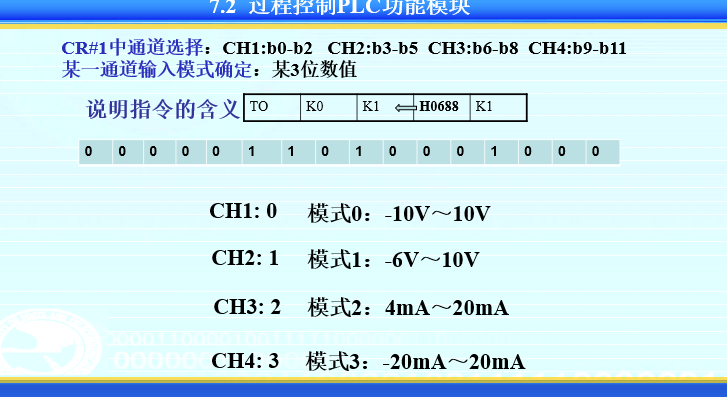 7.2 过程控制PLC功能模块
CR#1中通道选择：CH1:b0-b2 CH2:b3-b5 CH3:b6-b8 CH4:b9-b11
某一通道输入模式确定：某3位数值
说明指令的含义 TO K0 K1 ⇐ H0688 K1
0 0 0 0 0 1 1 0 1 0 0 0 1 0 0 0
CH1: 0 模式0：-10V～10V
CH2: 1 模式1：-6V～10V
CH3: 2 模式2：4mA～20mA
CH4: 3 模式3：-20mA～20mA